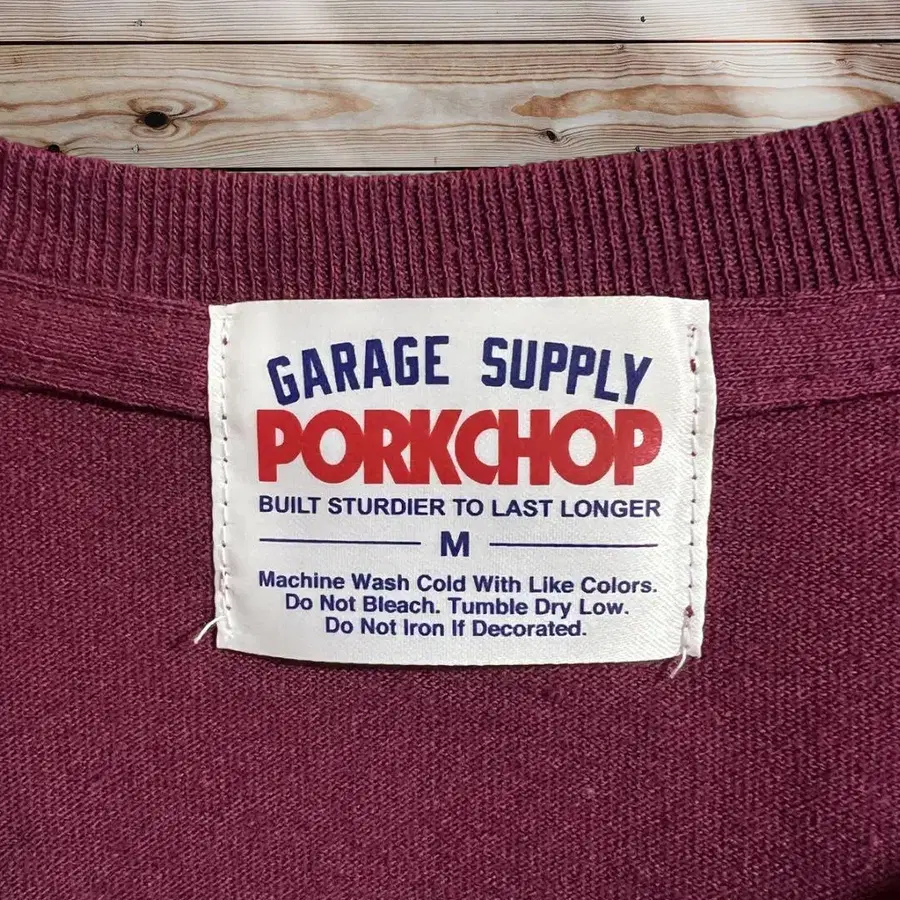 GARAGE SUPPLY
PORKCHOP
BUILT STURDIER TO LAST LONGER
M
Machine Wash Cold With Like Colors.
Do Not Bleach. Tumble Dry Low.
Do Not Iron If Decorated.